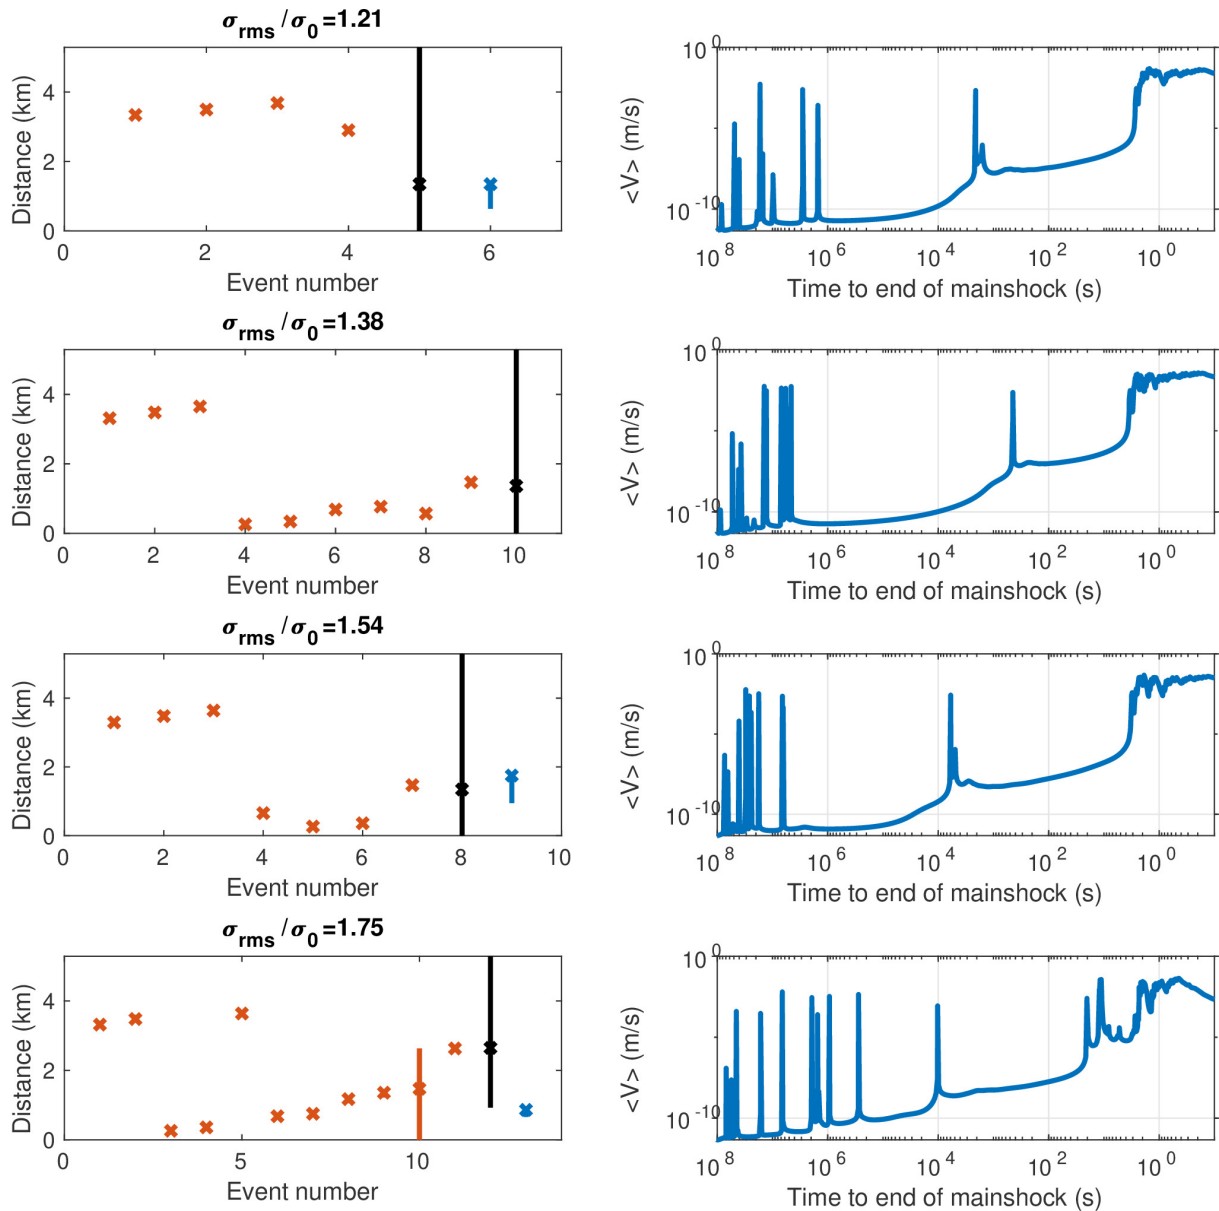 σrms/σ0=1.21
Distance (km)
4
2
0
0 2 4 6
Event number
<V> (m/s)
10^0
10^-10
10^8 10^6 10^4 10^2 10^0
Time to end of mainshock (s)
σrms/σ0=1.38
Distance (km)
4
2
0
0 2 4 6 8 10
Event number
<V> (m/s)
10^0
10^-10
10^8 10^6 10^4 10^2 10^0
Time to end of mainshock (s)
σrms/σ0=1.54
Distance (km)
4
2
0
0 2 4 6 8 10
Event number
<V> (m/s)
10^0
10^-10
10^8 10^6 10^4 10^2 10^0
Time to end of mainshock (s)
σrms/σ0=1.75
Distance (km)
4
2
0
0 5 10
Event number
<V> (m/s)
10^0
10^-10
10^8 10^6 10^4 10^2 10^0
Time to end of mainshock (s)